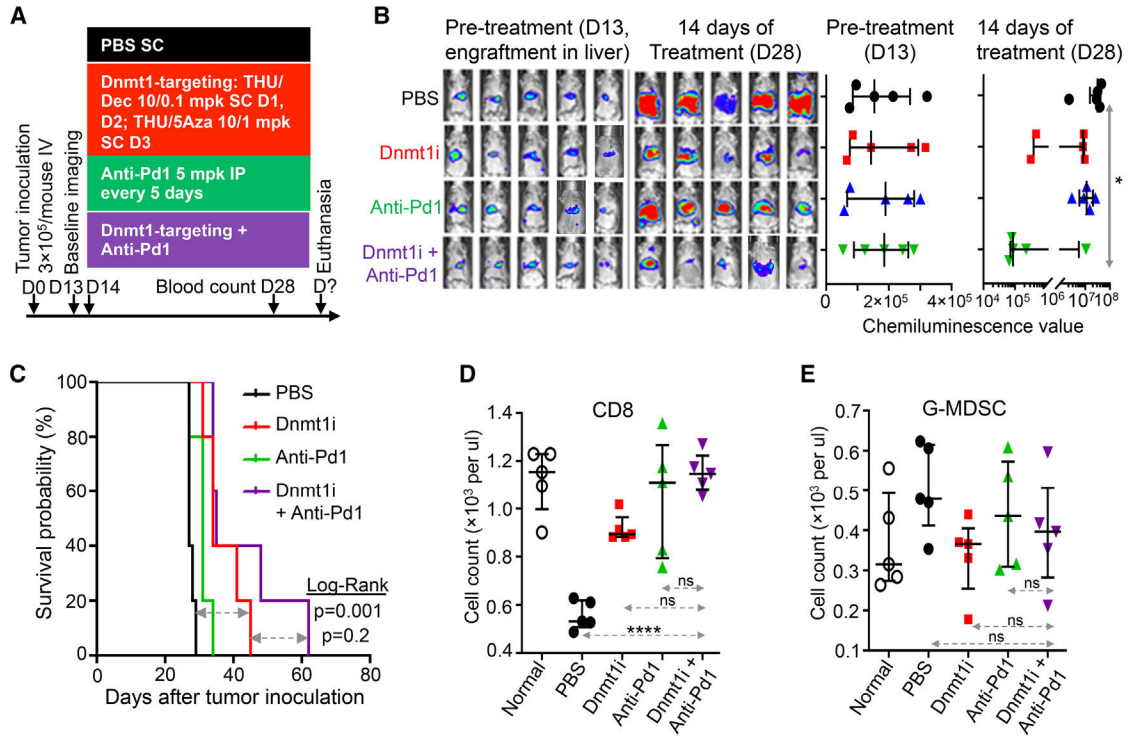 A
PBS SC
Dnmt1-targeting: THU/
Dec 10/0.1 mpk SC D1,
D2; THU/5Aza 10/1 mpk
SC D3
Anti-Pd1 5 mpk IP
every 5 days
Dnmt1-targeting +
Anti-Pd1
Tumor inoculation
3×10⁵/mouse IV
Baseline imaging
Euthanasia
D0 D13 D14 Blood count D28 D?
B
Pre-treatment (D13,
engraftment in liver)
14 days of
Treatment (D28)
Pre-treatment
(D13)
14 days of
treatment (D28)
PBS
Dnmt1i
Anti-Pd1
Dnmt1i +
Anti-Pd1
*
0 2×10⁵ 4×10⁵
10⁴ 10⁵ 10⁶ 10⁷ 10⁸
Chemiluminescence value
C
Survival probability (%)
100
80
60
40
20
0
0 20 40 60 80
Days after tumor inoculation
PBS
Dnmt1i
Anti-Pd1
Dnmt1i
+ Anti-Pd1
Log-Rank
p=0.001
p=0.2
D
CD8
Cell count (×10³ per ul)
1.4
1.2
1.0
0.8
0.6
0.4
ns
ns
****
Normal
PBS
Dnmt1i
Anti-Pd1
Dnmt1i +
Anti-Pd1
E
G-MDSC
Cell count (×10³ per ul)
0.7
0.6
0.5
0.4
0.3
0.2
0.1
ns
ns
ns
Normal
PBS
Dnmt1i
Anti-Pd1
Dnmt1i +
Anti-Pd1